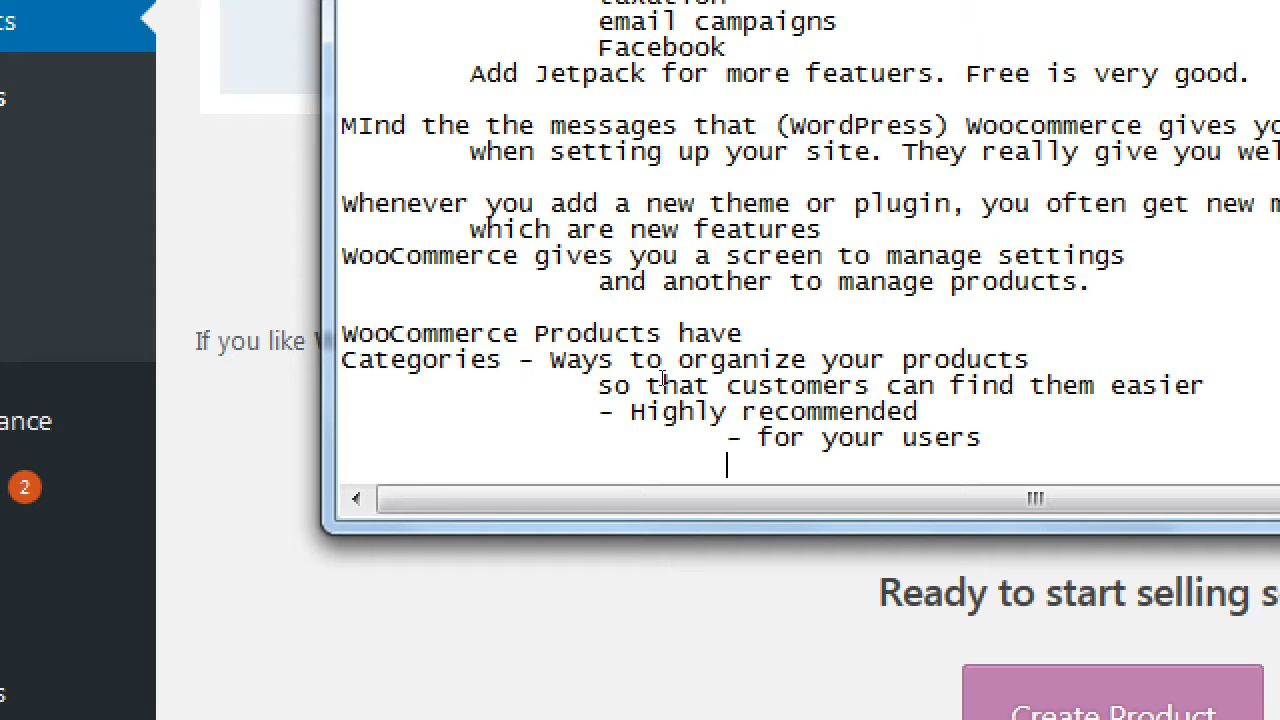 ts
taxation
email campaigns
Facebook
Add Jetpack for more featuers. Free is very good.
s
MInd the the messages that (WordPress) Woocommerce gives yo
when setting up your site. They really give you wel
Whenever you add a new theme or plugin, you often get new m
which are new features
WooCommerce gives you a screen to manage settings
and another to manage products.
If you like W
WooCommerce Products have
Categories - Ways to organize your products
so that customers can find them easier
- Highly recommended
ance
- for your users
2
Ready to start selling s
s
Create Product